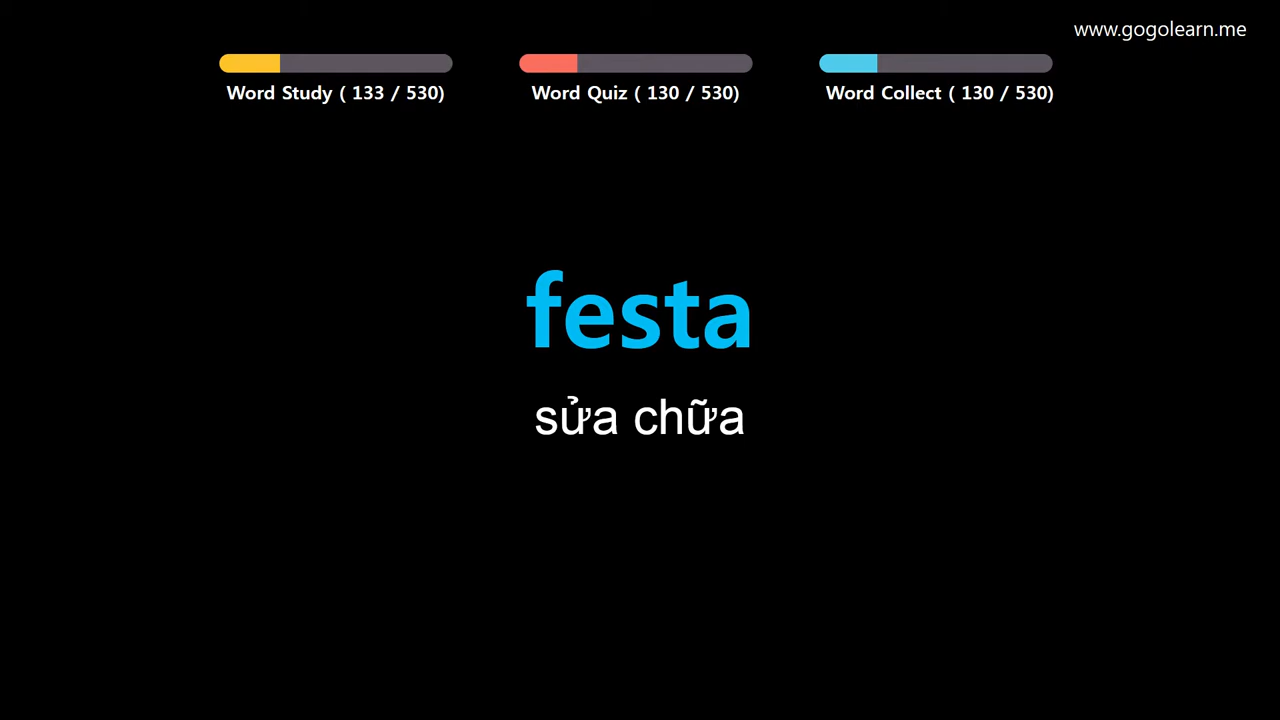 www.gogolearn.me
Word Study ( 133 / 530)
Word Quiz ( 130 / 530)
Word Collect ( 130 / 530)
festa
sửa chữa